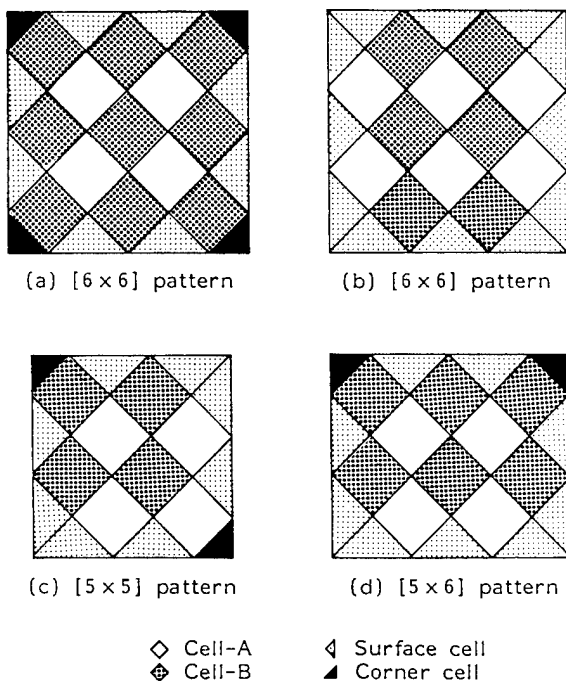 (a) [6 × 6] pattern
(b) [6 × 6] pattern
(c) [5 × 5] pattern
(d) [5 × 6] pattern
Cell-A
Surface cell
Cell-B
Corner cell